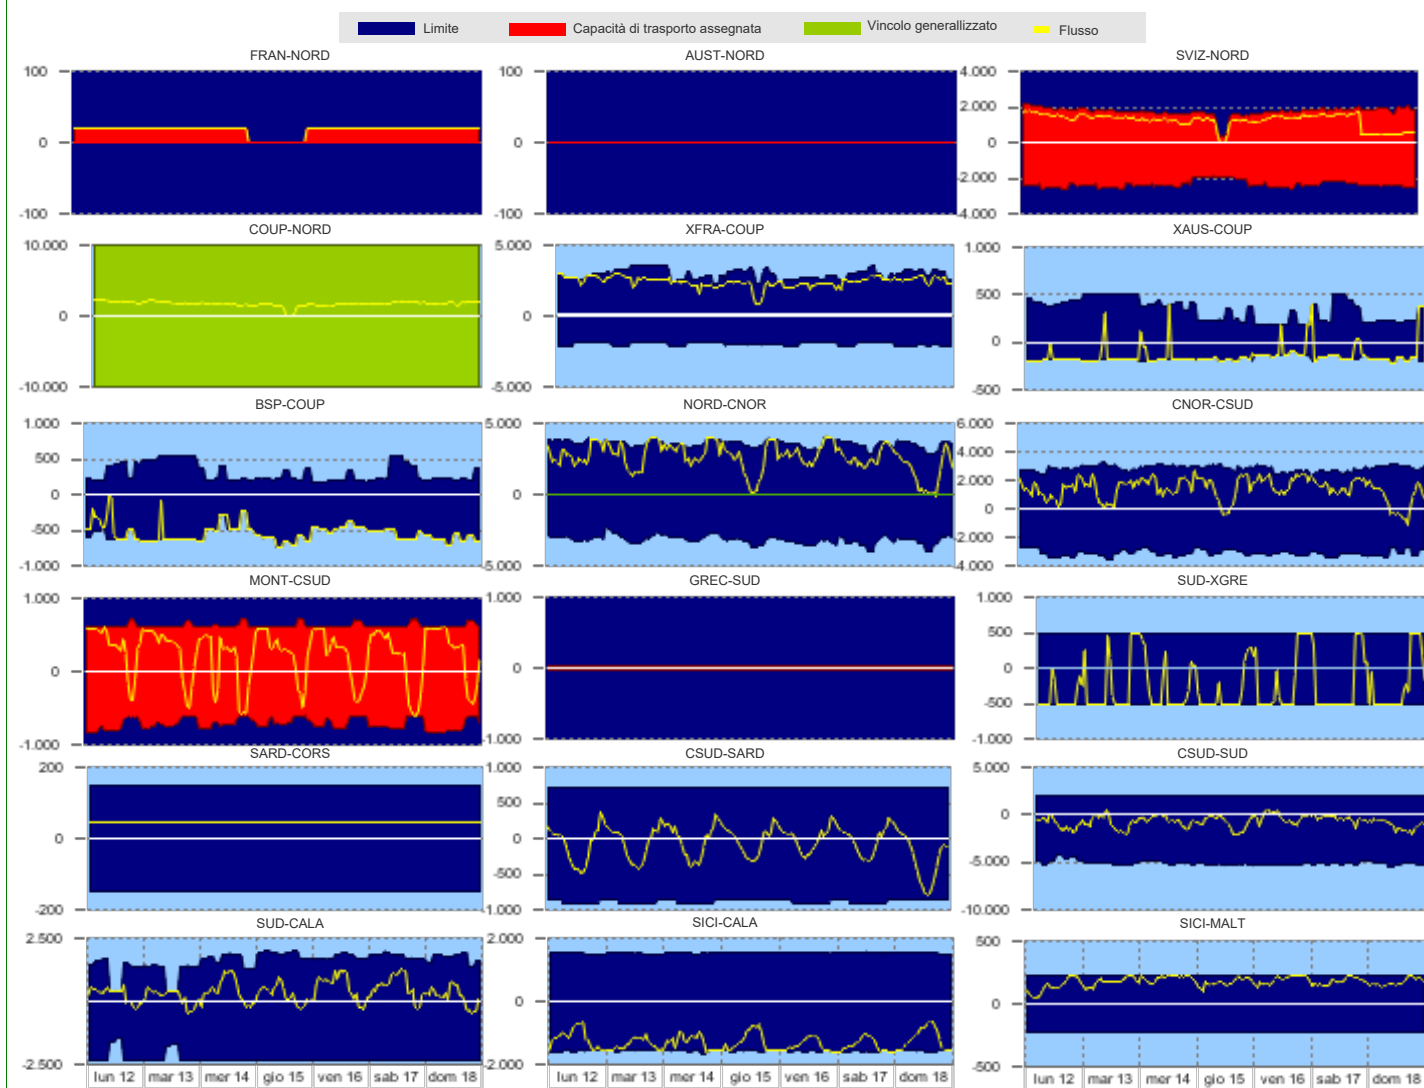 Limite Capacità di trasporto assegnata Vincolo generallizzato Flusso
FRAN-NORD AUST-NORD SVIZ-NORD
100 100 4.000
2.000
0 0 0
-2.000
-100 -100 -4.000
COUP-NORD XFRA-COUP XAUS-COUP
10.000 5.000 1.000
500
0 0 0
-10.000 -5.000 -500
BSP-COUP NORD-CNOR CNOR-CSUD
1.000 5.000 6.000
500 4.000
2.000
0 0 0
-500 -2.000
-1.000 -5.000 -4.000
MONT-CSUD GREC-SUD SUD-XGRE
1.000 1.000 1.000
500
0 0 0
-500
-1.000 -1.000 -1.000
SARD-CORS CSUD-SARD CSUD-SUD
200 1.000 5.000
500
0 0 0
-500 -5.000
-200 -1.000 -10.000
SUD-CALA SICI-CALA SICI-MALT
2.500 2.000 500
0 0 0
-2.500 -2.000 -500
lun 12 mar 13 mer 14 gio 15 ven 16 sab 17 dom 18 lun 12 mar 13 mer 14 gio 15 ven 16 sab 17 dom 18 lun 12 mar 13 mer 14 gio 15 ven 16 sab 17 dom 18